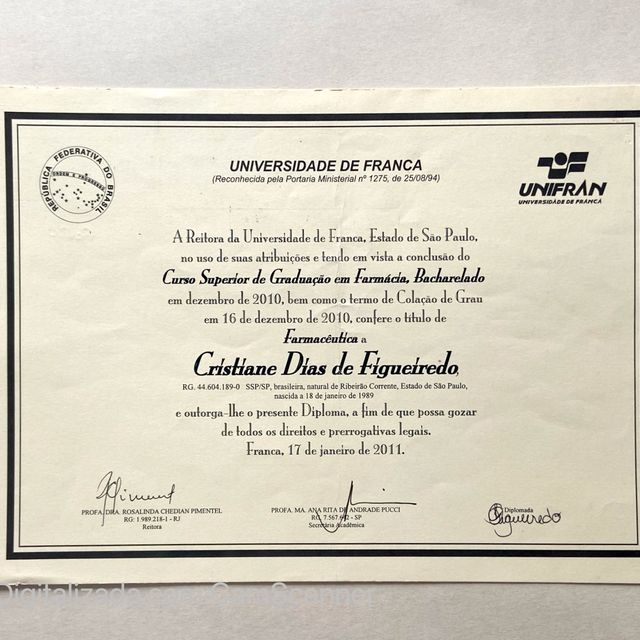 REPÚBLICA FEDERATIVA DO BRASIL
ORDEM E PROGRESSO
UNIVERSIDADE DE FRANCA
(Reconhecida pela Portaria Ministerial nº 1275, de 25/08/94)
UNIFRAN
UNIVERSIDADE DE FRANCA
A Reitora da Universidade de Franca, Estado de São Paulo,
no uso de suas atribuições e tendo em vista a conclusão do
Curso Superior de Graduação em Farmácia, Bacharelado
em dezembro de 2010, bem como o termo de Colação de Grau
em 16 de dezembro de 2010, confere o título de
Farmacêutica a
Cristiane Dias de Figueiredo,
RG. 44.604.189-0 SSP/SP, brasileira, natural de Ribeirão Corrente, Estado de São Paulo,
nascida a 18 de janeiro de 1989
e outorga-lhe o presente Diploma, a fim de que possa gozar
de todos os direitos e prerrogativas legais.
Franca, 17 de janeiro de 2011.
PROFA. DRA. ROSALINDA CHEDIAN PIMENTEL
RG: 1.989.218-1 - RJ
Reitora
PROFA. MA. ANA RITA DE ANDRADE PUCCI
RG. - SP
Secretária Acadêmica
Diplomada
Figueiredo
Digitalizado com CamScanner